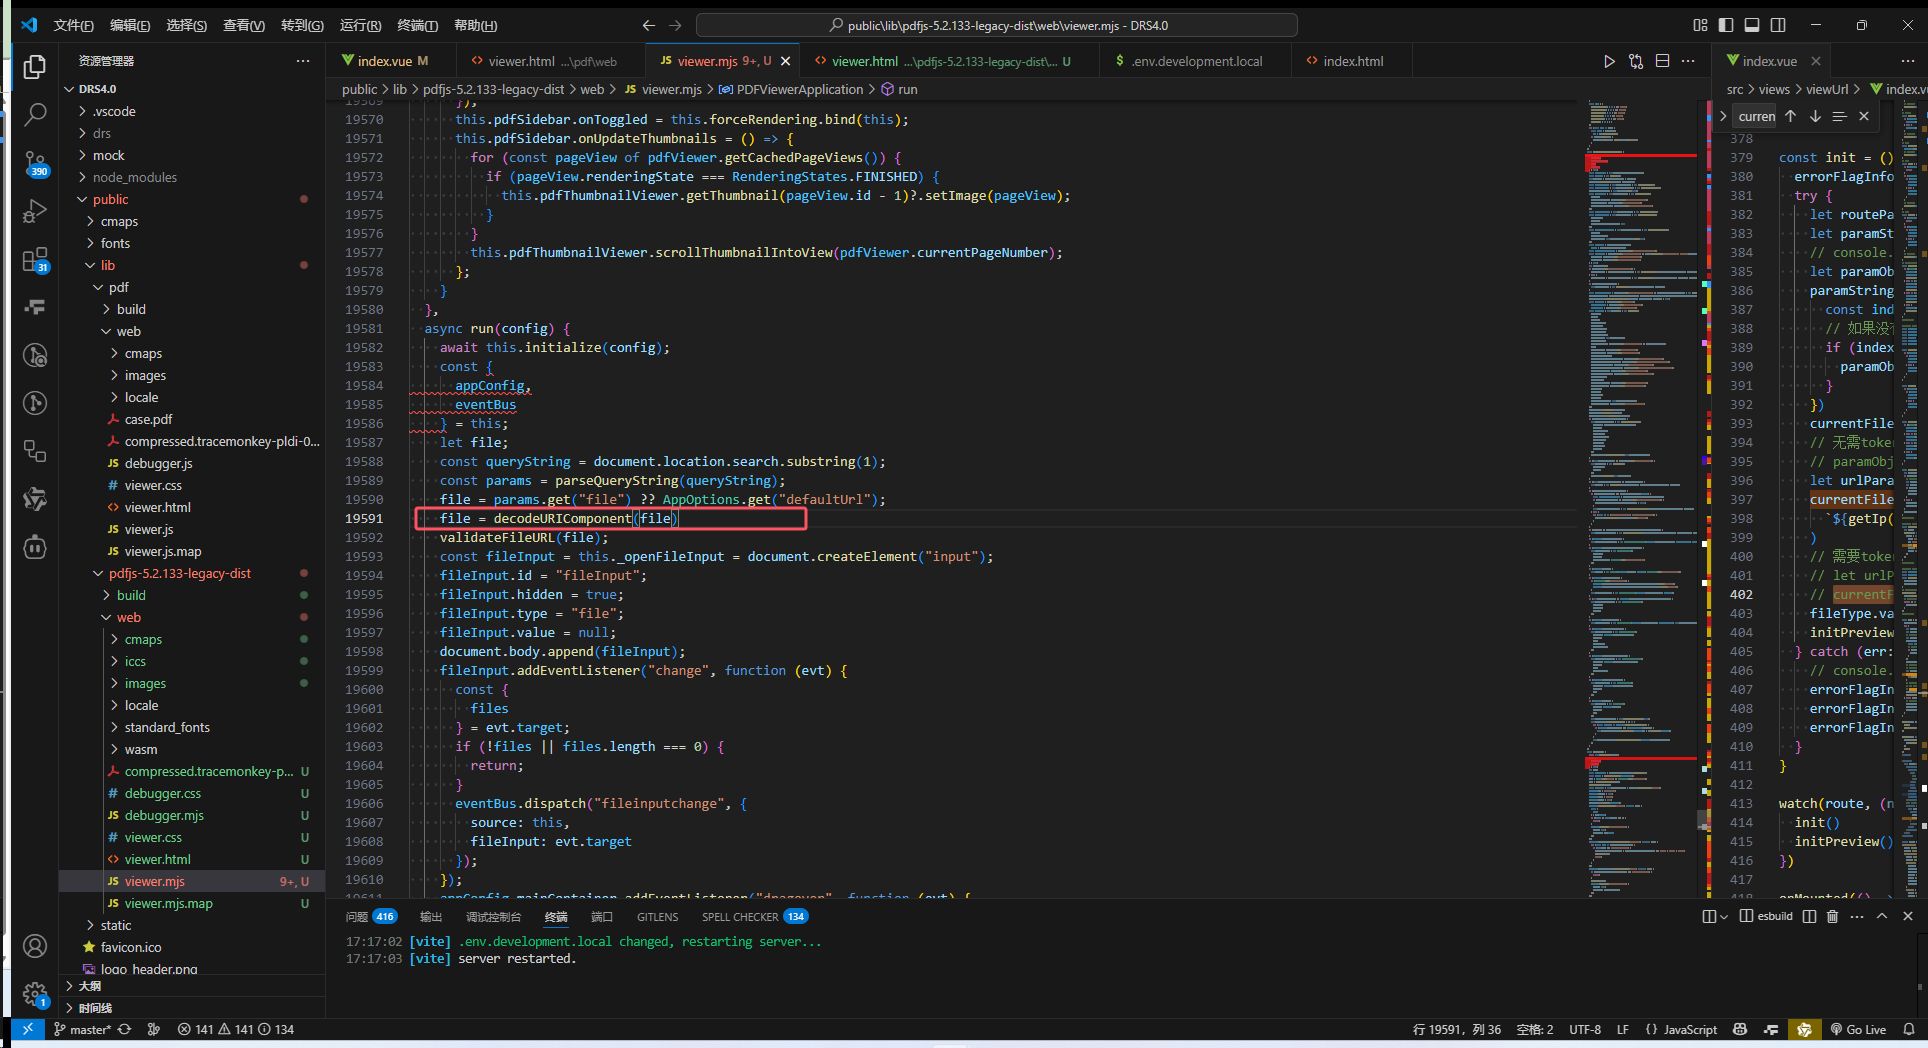 文件(F) 编辑(E) 选择(S) 查看(V) 转到(G) 运行(R) 终端(T) 帮助(H)
public\lib\pdfjs-5.2.133-legacy-dist\web\viewer.mjs - DRS4.0
资源管理器
DRS4.0
.vscode
drs
mock
node_modules
public
cmaps
fonts
lib
pdf
build
web
cmaps
images
locale
case.pdf
compressed.tracemonkey-pldi-0...
JS debugger.js
# viewer.css
<> viewer.html
JS viewer.js
JS viewer.js.map
pdfjs-5.2.133-legacy-dist
build
web
cmaps
iccs
images
locale
standard_fonts
wasm
compressed.tracemonkey-p... U
# debugger.css U
JS debugger.mjs U
# viewer.css U
<> viewer.html U
JS viewer.mjs 9+, U
JS viewer.mjs.map U
static
favicon.ico
logo_header.png
大纲
时间线
390
31
1
index.vue M
<> viewer.html ...\pdf\web
JS viewer.mjs 9+, U
<> viewer.html ...\pdfjs-5.2.133-legacy-dist\... U
$ .env.development.local
<> index.html
public > lib > pdfjs-5.2.133-legacy-dist > web > JS viewer.mjs > PDFViewerApplication > run
19569 });
19570 this.pdfSidebar.onToggled = this.forceRendering.bind(this);
19571 this.pdfSidebar.onUpdateThumbnails = () => {
19572 for (const pageView of pdfViewer.getCachedPageViews()) {
19573 if (pageView.renderingState === RenderingStates.FINISHED) {
19574 this.pdfThumbnailViewer.getThumbnail(pageView.id - 1)?.setImage(pageView);
19575 }
19576 }
19577 this.pdfThumbnailViewer.scrollThumbnailIntoView(pdfViewer.currentPageNumber);
19578 };
19579 }
19580 },
19581 async run(config) {
19582 await this.initialize(config);
19583 const {
19584 appConfig,
19585 eventBus
19586 } = this;
19587 let file;
19588 const queryString = document.location.search.substring(1);
19589 const params = parseQueryString(queryString);
19590 file = params.get("file") ?? AppOptions.get("defaultUrl");
19591 file = decodeURIComponent(file)
19592 validateFileURL(file);
19593 const fileInput = this._openFileInput = document.createElement("input");
19594 fileInput.id = "fileInput";
19595 fileInput.hidden = true;
19596 fileInput.type = "file";
19597 fileInput.value = null;
19598 document.body.append(fileInput);
19599 fileInput.addEventListener("change", function (evt) {
19600 const {
19601 files
19602 } = evt.target;
19603 if (!files || files.length === 0) {
19604 return;
19605 }
19606 eventBus.dispatch("fileinputchange", {
19607 source: this,
19608 fileInput: evt.target
19609 });
19610 });
19611 appConfig.mainContainer.addEventListener("dragover", function (evt) {
index.vue
src > views > viewUrl > index.v
curren
378
379 const init = ()
380 errorFlagInfo
381 try {
382 let routePa
383 let paramSt
384 // console.
385 let paramOb
386 paramString
387 const ind
388 // 如果没
389 if (index
390 paramOb
391 }
392 })
393 currentFile
394 // 无需token
395 // paramObj
396 let urlPara
397 currentFile
398 `${getIp(
399 )
400 // 需要token
401 // let urlP
402 // currentF
403 fileType.va
404 initPreview
405 } catch (err:
406 // console.
407 errorFlagIn
408 errorFlagIn
409 errorFlagIn
410 }
411 }
412
413 watch(route, (n
414 init()
415 initPreview()
416 })
417
问题 416 输出 调试控制台 终端 端口 GITLENS SPELL CHECKER 134
esbuild
17:17:02 [vite] .env.development.local changed, restarting server...
17:17:03 [vite] server restarted.
master* 141 141 134
行 19591，列 36 空格: 2 UTF-8 LF {} JavaScript Go Live